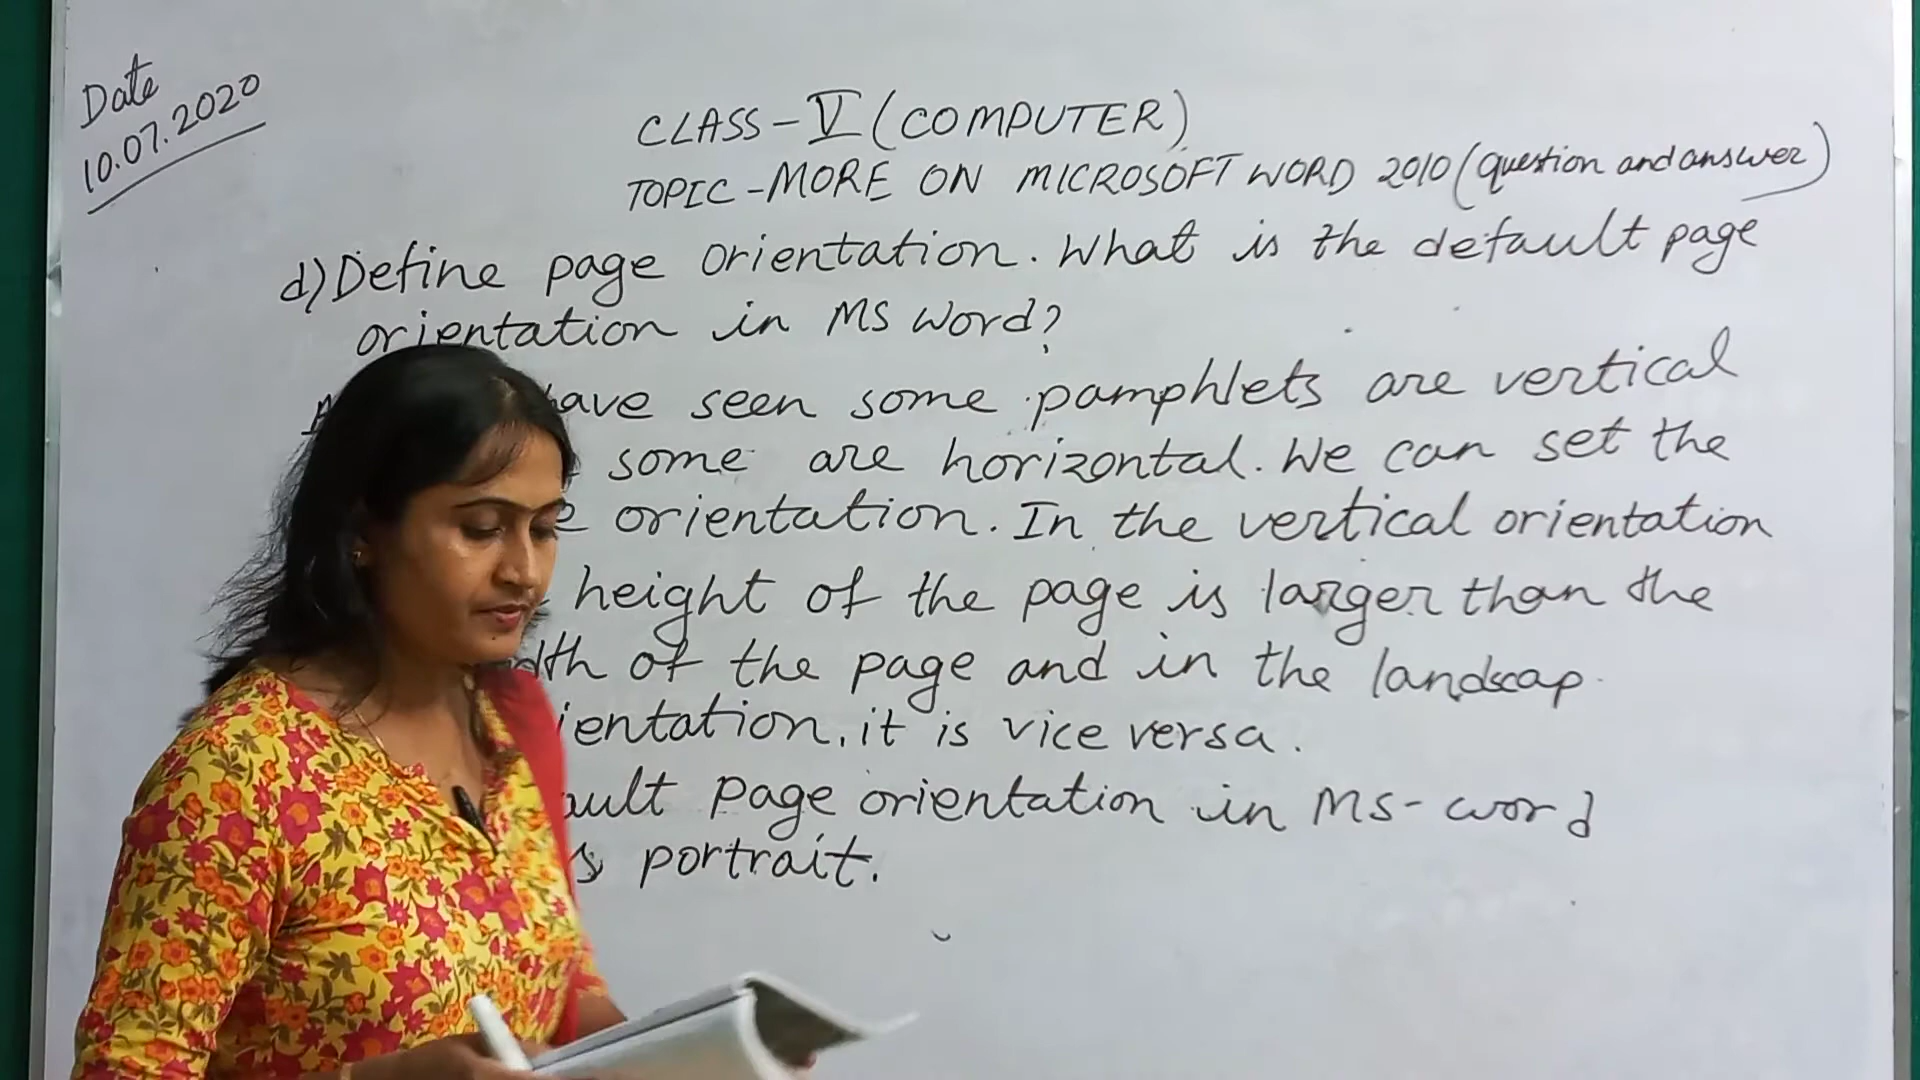 Date
10.07.2020
CLASS-V (COMPUTER)
TOPIC-MORE ON MICROSOFT WORD 2010 (question and answer)
d) Define page orientation. What is the default page
orientation in MS Word?
seen some pamphlets are vertical
some are horizontal. We can set the
orientation. In the vertical orientation
height of the page is larger than the
of the page and in the landscap
it is vice versa.
Page orientation in MS-word
portrait.